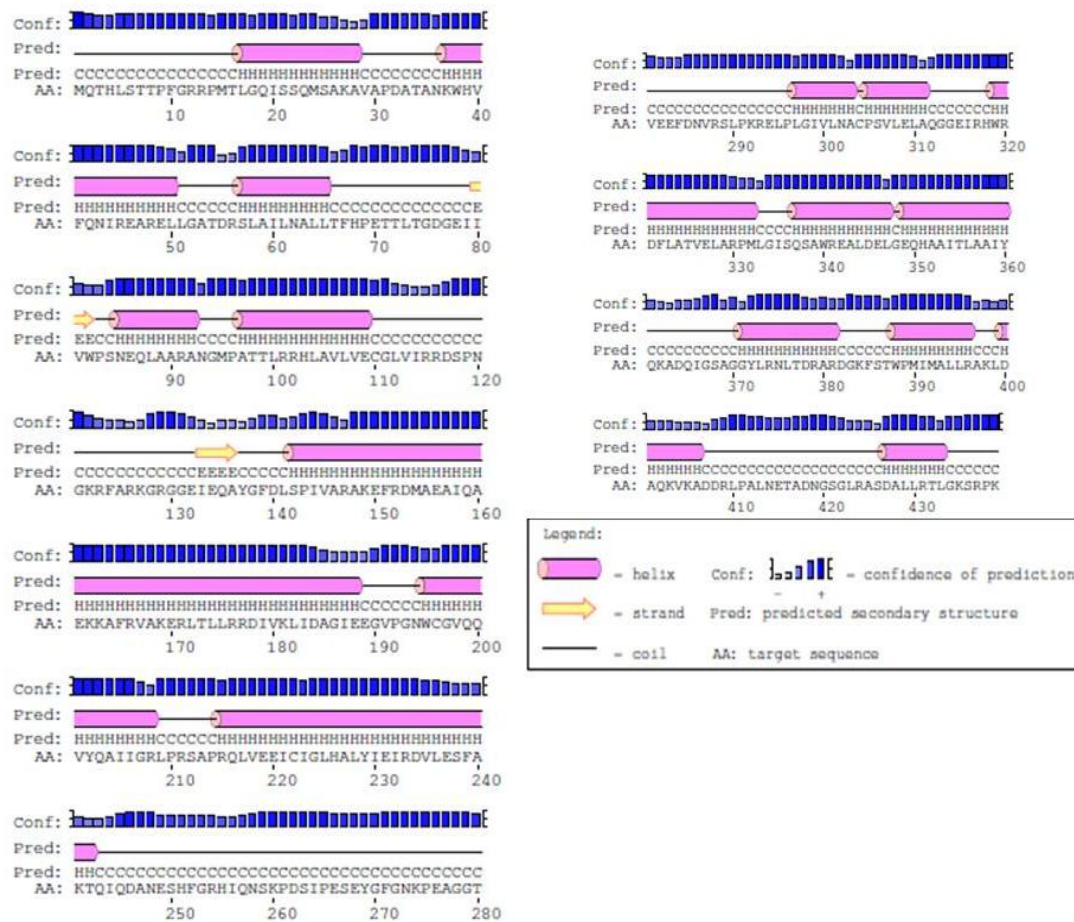 Conf:
Pred:
Pred: CCCCCCCCCCCCCCCCHHHHHHHHHHHHCCCCCCCCHHHH
AA: MQTHLSTTPFGRRPMTLGQISSQMSAKAVAPDATANKWHV
10 20 30 40
Conf:
Pred:
Pred: HHHHHHHHHHCCCCCCHHHHHHHHHCCCCCCCCCCCCCCE
AA: FQNIREARELLGATDRSLAILNALLTFHPETTLTGDGEII
50 60 70 80
Conf:
Pred:
Pred: EECCHHHHHHHHCCCCHHHHHHHHHHHHHCCCCCCCCCCC
AA: VWPSNEQLAARANGMPATTLRRHLAVLVECGLVIRRDSPN
90 100 110 120
Conf:
Pred:
Pred: CCCCCCCCCCCCEEEECCCCCHHHHHHHHHHHHHHHHHHH
AA: GKRFARKGRGGEIEQAYGFDLSPIVARAKEFRDMAEAIQA
130 140 150 160
Conf:
Pred:
Pred: HHHHHHHHHHHHHHHHHHHHHHHHHHHHCCCCCCHHHHHH
AA: EKKAFRVAKERLTLLRRDIVKLIDAGIEEGVPGNWCGVQQ
170 180 190 200
Conf:
Pred:
Pred: HHHHHHHHCCCCCCHHHHHHHHHHHHHHHHHHHHHHHHHH
AA: VYQAIIGRLPRSAPRQLVEEICIGLHALYIEIRDVLESFA
210 220 230 240
Conf:
Pred:
Pred: HHCCCCCCCCCCCCCCCCCCCCCCCCCCCCCCCCCCCCCC
AA: KTQIQDANESHFGRHIQNSKPDSIPESEYGFGNKPEAGGT
250 260 270 280
Conf:
Pred:
Pred: CCCCCCCCCCCCCCCCHHHHHHHCHHHHHHHCCCCCCCHH
AA: VEEFDNVRSLPKRELPLGIVLNACPSVLELAQGGEIRHWR
290 300 310 320
Conf:
Pred:
Pred: HHHHHHHHHHHHCCCCHHHHHHHHHHCHHHHHHHHHHHHH
AA: DFLATVELARPMLGISQSAWREALDELGEQHAAITLAAIY
330 340 350 360
Conf:
Pred:
Pred: CCCCCCCCCCHHHHHHHHHHHCCCCCCHHHHHHHHHCCCH
AA: QKADQIGSAGGYLRNLTDRARDGKFSTWPMIMALLRAKLD
370 380 390 400
Conf:
Pred:
Pred: HHHHHHCCCCCCCCCCCCCCCCCCCCHHHHHHHCCCCCC
AA: AQKVKADDRLPALNETADNGSGLRASDALLRTLGKSRPK
410 420 430
Legend:
= helix Conf: = confidence of prediction
- +
= strand Pred: predicted secondary structure
= coil AA: target sequence